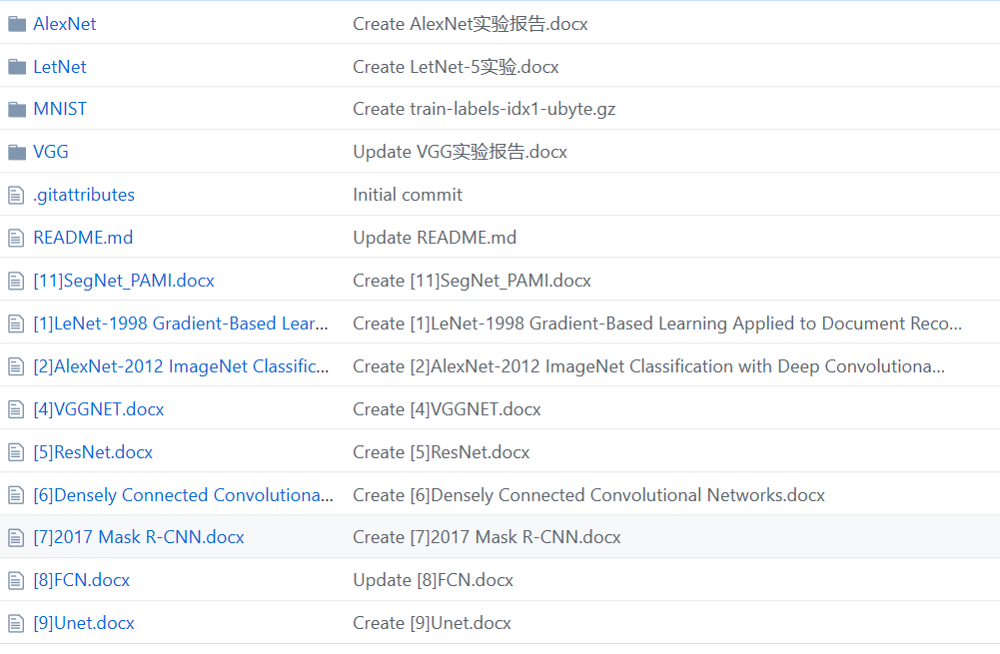 AlexNet Create AlexNet实验报告.docx
LetNet Create LetNet-5实验.docx
MNIST Create train-labels-idx1-ubyte.gz
VGG Update VGG实验报告.docx
.gitattributes Initial commit
README.md Update README.md
[11]SegNet_PAMI.docx Create [11]SegNet_PAMI.docx
[1]LeNet-1998 Gradient-Based Lear... Create [1]LeNet-1998 Gradient-Based Learning Applied to Document Reco...
[2]AlexNet-2012 ImageNet Classific... Create [2]AlexNet-2012 ImageNet Classification with Deep Convolutiona...
[4]VGGNET.docx Create [4]VGGNET.docx
[5]ResNet.docx Create [5]ResNet.docx
[6]Densely Connected Convolutiona... Create [6]Densely Connected Convolutional Networks.docx
[7]2017 Mask R-CNN.docx Create [7]2017 Mask R-CNN.docx
[8]FCN.docx Update [8]FCN.docx
[9]Unet.docx Create [9]Unet.docx